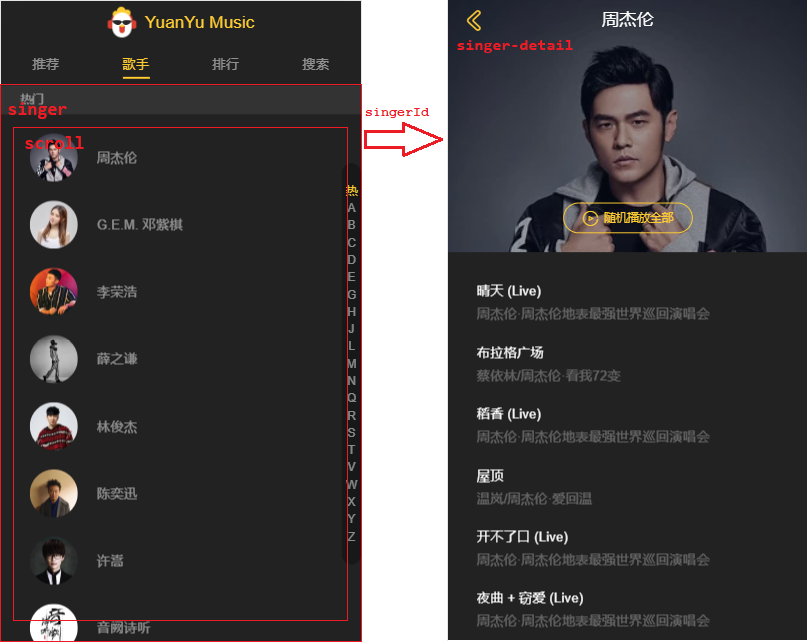 YuanYu Music
推荐 歌手 排行 搜索
热门
singer
scroll
周杰伦
G.E.M. 邓紫棋
李荣浩
薛之谦
林俊杰
陈奕迅
许嵩
音阙诗听
热
A
B
C
D
E
G
H
J
L
M
N
Q
R
S
T
V
W
X
Y
Z
singerId
周杰伦
singer-detail
随机播放全部
晴天 (Live)
周杰伦·周杰伦地表最强世界巡回演唱会
布拉格广场
蔡依林/周杰伦·看我72变
稻香 (Live)
周杰伦·周杰伦地表最强世界巡回演唱会
屋顶
温岚/周杰伦·爱回温
开不了口 (Live)
周杰伦·周杰伦地表最强世界巡回演唱会
夜曲 + 窃爱 (Live)
周杰伦·周杰伦地表最强世界巡回演唱会